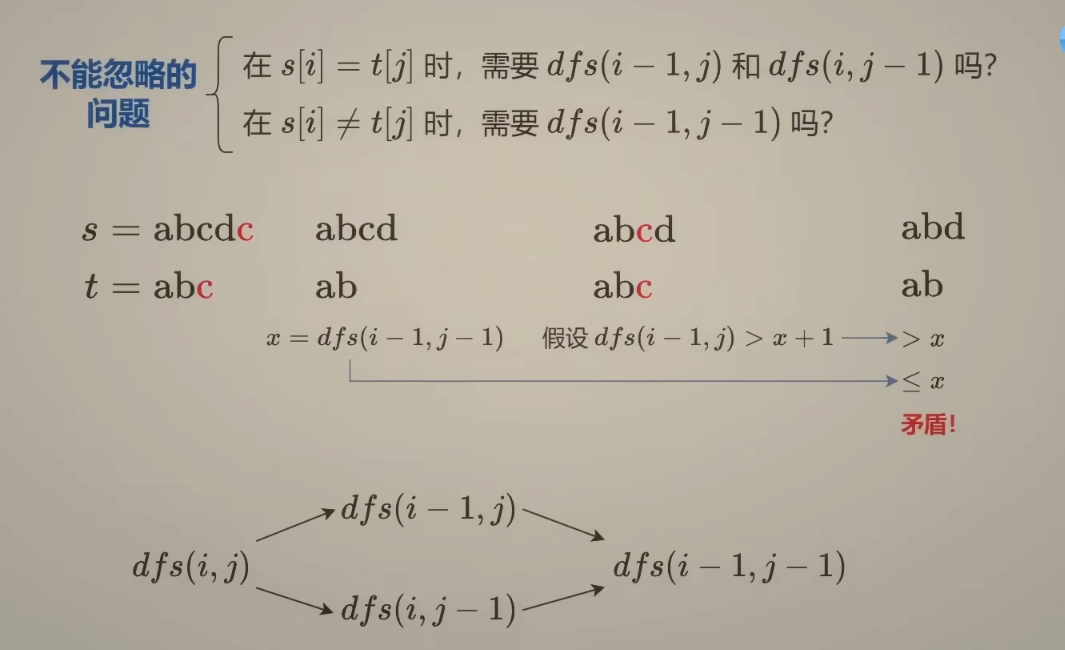 不能忽略的
问题
在 s[i] = t[j] 时，需要 dfs(i − 1, j) 和 dfs(i, j − 1) 吗？
在 s[i] ≠ t[j] 时，需要 dfs(i − 1, j − 1) 吗？
s = abcdc abcd abcd abd
t = abc ab abc ab
x = dfs(i − 1, j − 1) 假设 dfs(i − 1, j) > x + 1 > x
≤ x
矛盾！
dfs(i − 1, j)
dfs(i, j) dfs(i − 1, j − 1)
dfs(i, j − 1)